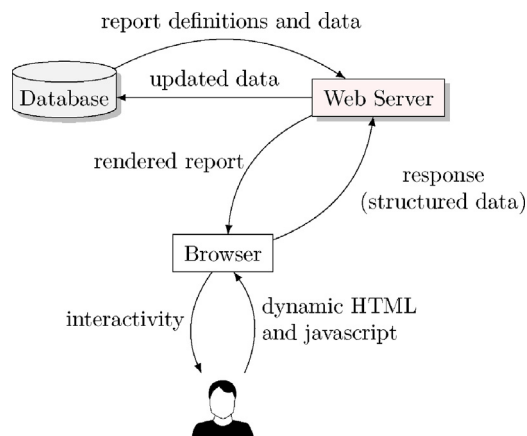 report definitions and data
updated data
Database
Web Server
rendered report
response
(structured data)
Browser
interactivity
dynamic HTML
and javascript